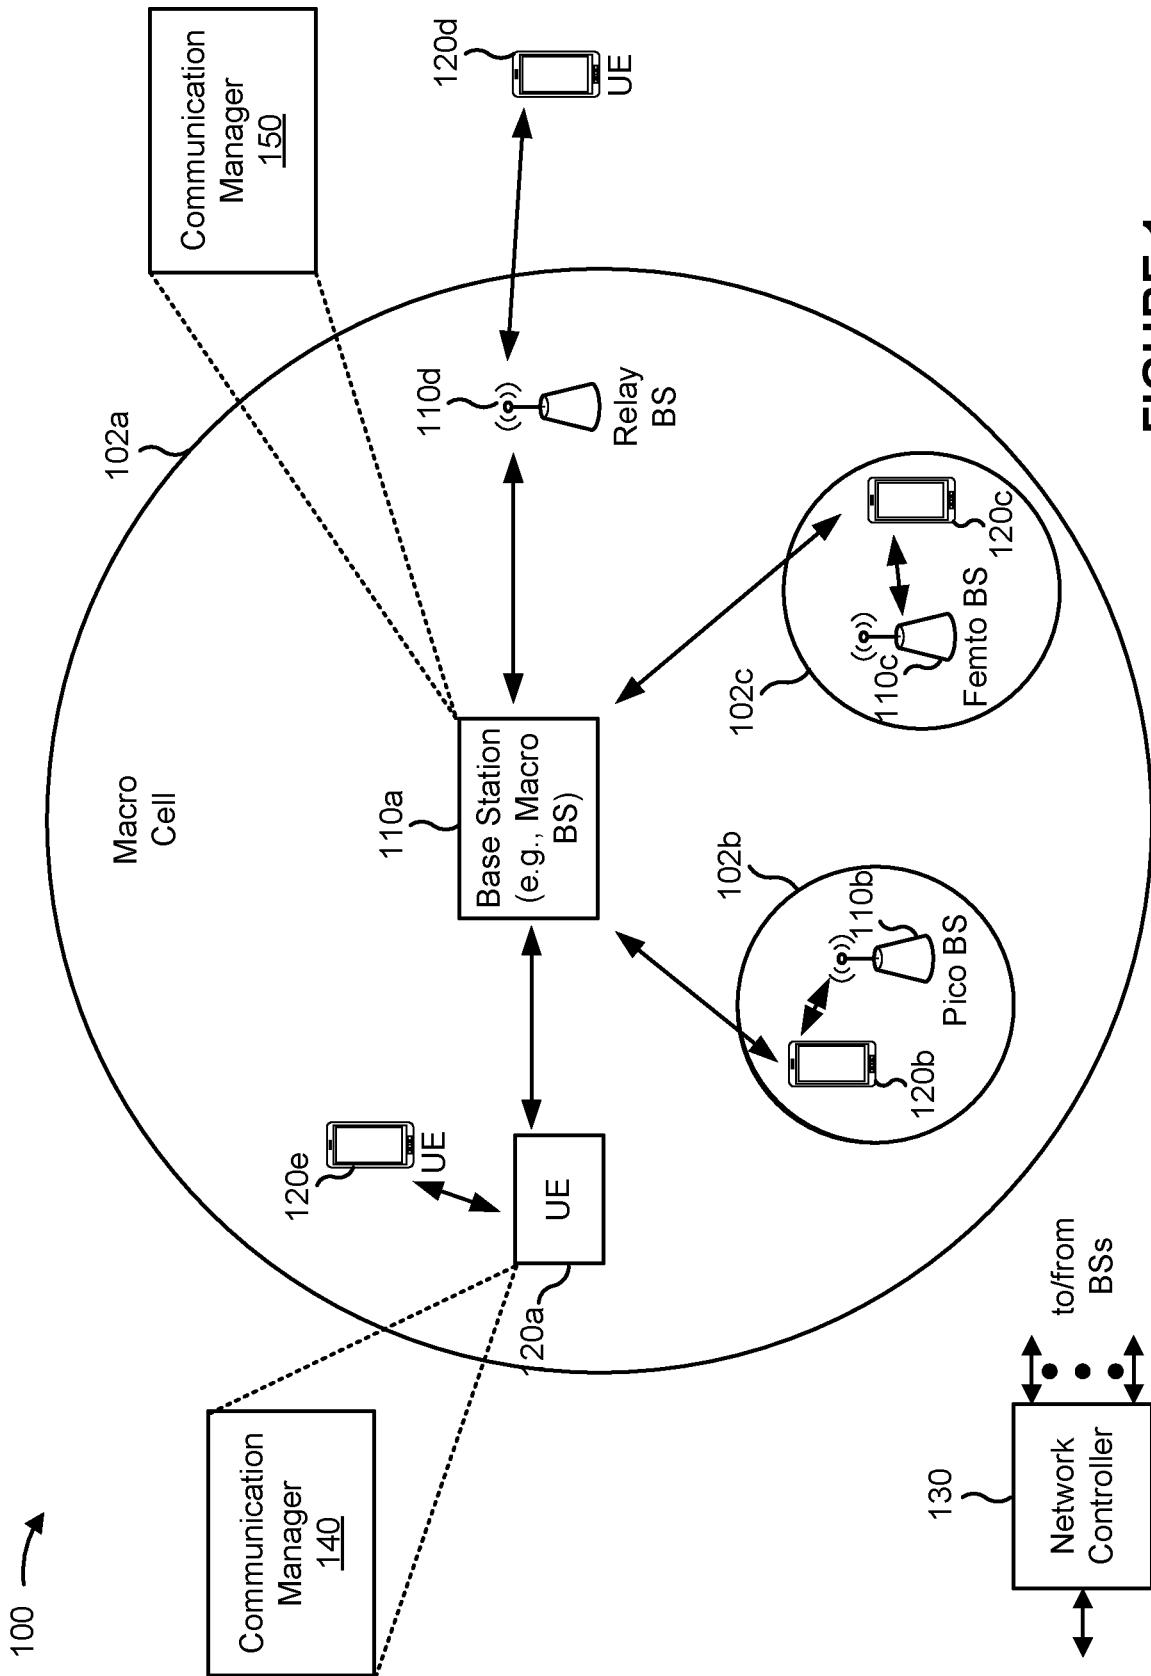 100
Macro
Cell
102a
Communication
Manager
150
Communication
Manager
140
120e
UE
110a
110d
120d
Base Station
(e.g., Macro
BS)
UE
120a
Relay
BS
UE
102b
102c
110b
Pico BS
120b
110c
Femto BS
120c
130
Network
Controller
to/from
BSs
FIGURE 1